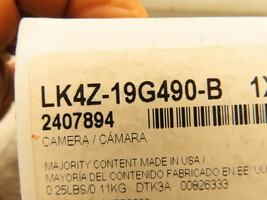 LK4Z-19G490-B 1X
2407894
CAMERA / CÁMARA
MAJORITY CONTENT MADE IN USA /
MAYORÍA DEL CONTENIDO FABRICADO EN EE
0.25LBS/0.11KG DTK3A 00826333